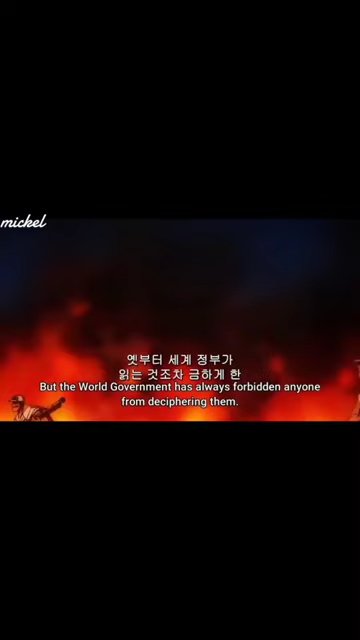 mickel
옛부터 세계 정부가
읽는 것조차 금하게 한
But the World Government has always forbidden anyone
from deciphering them.